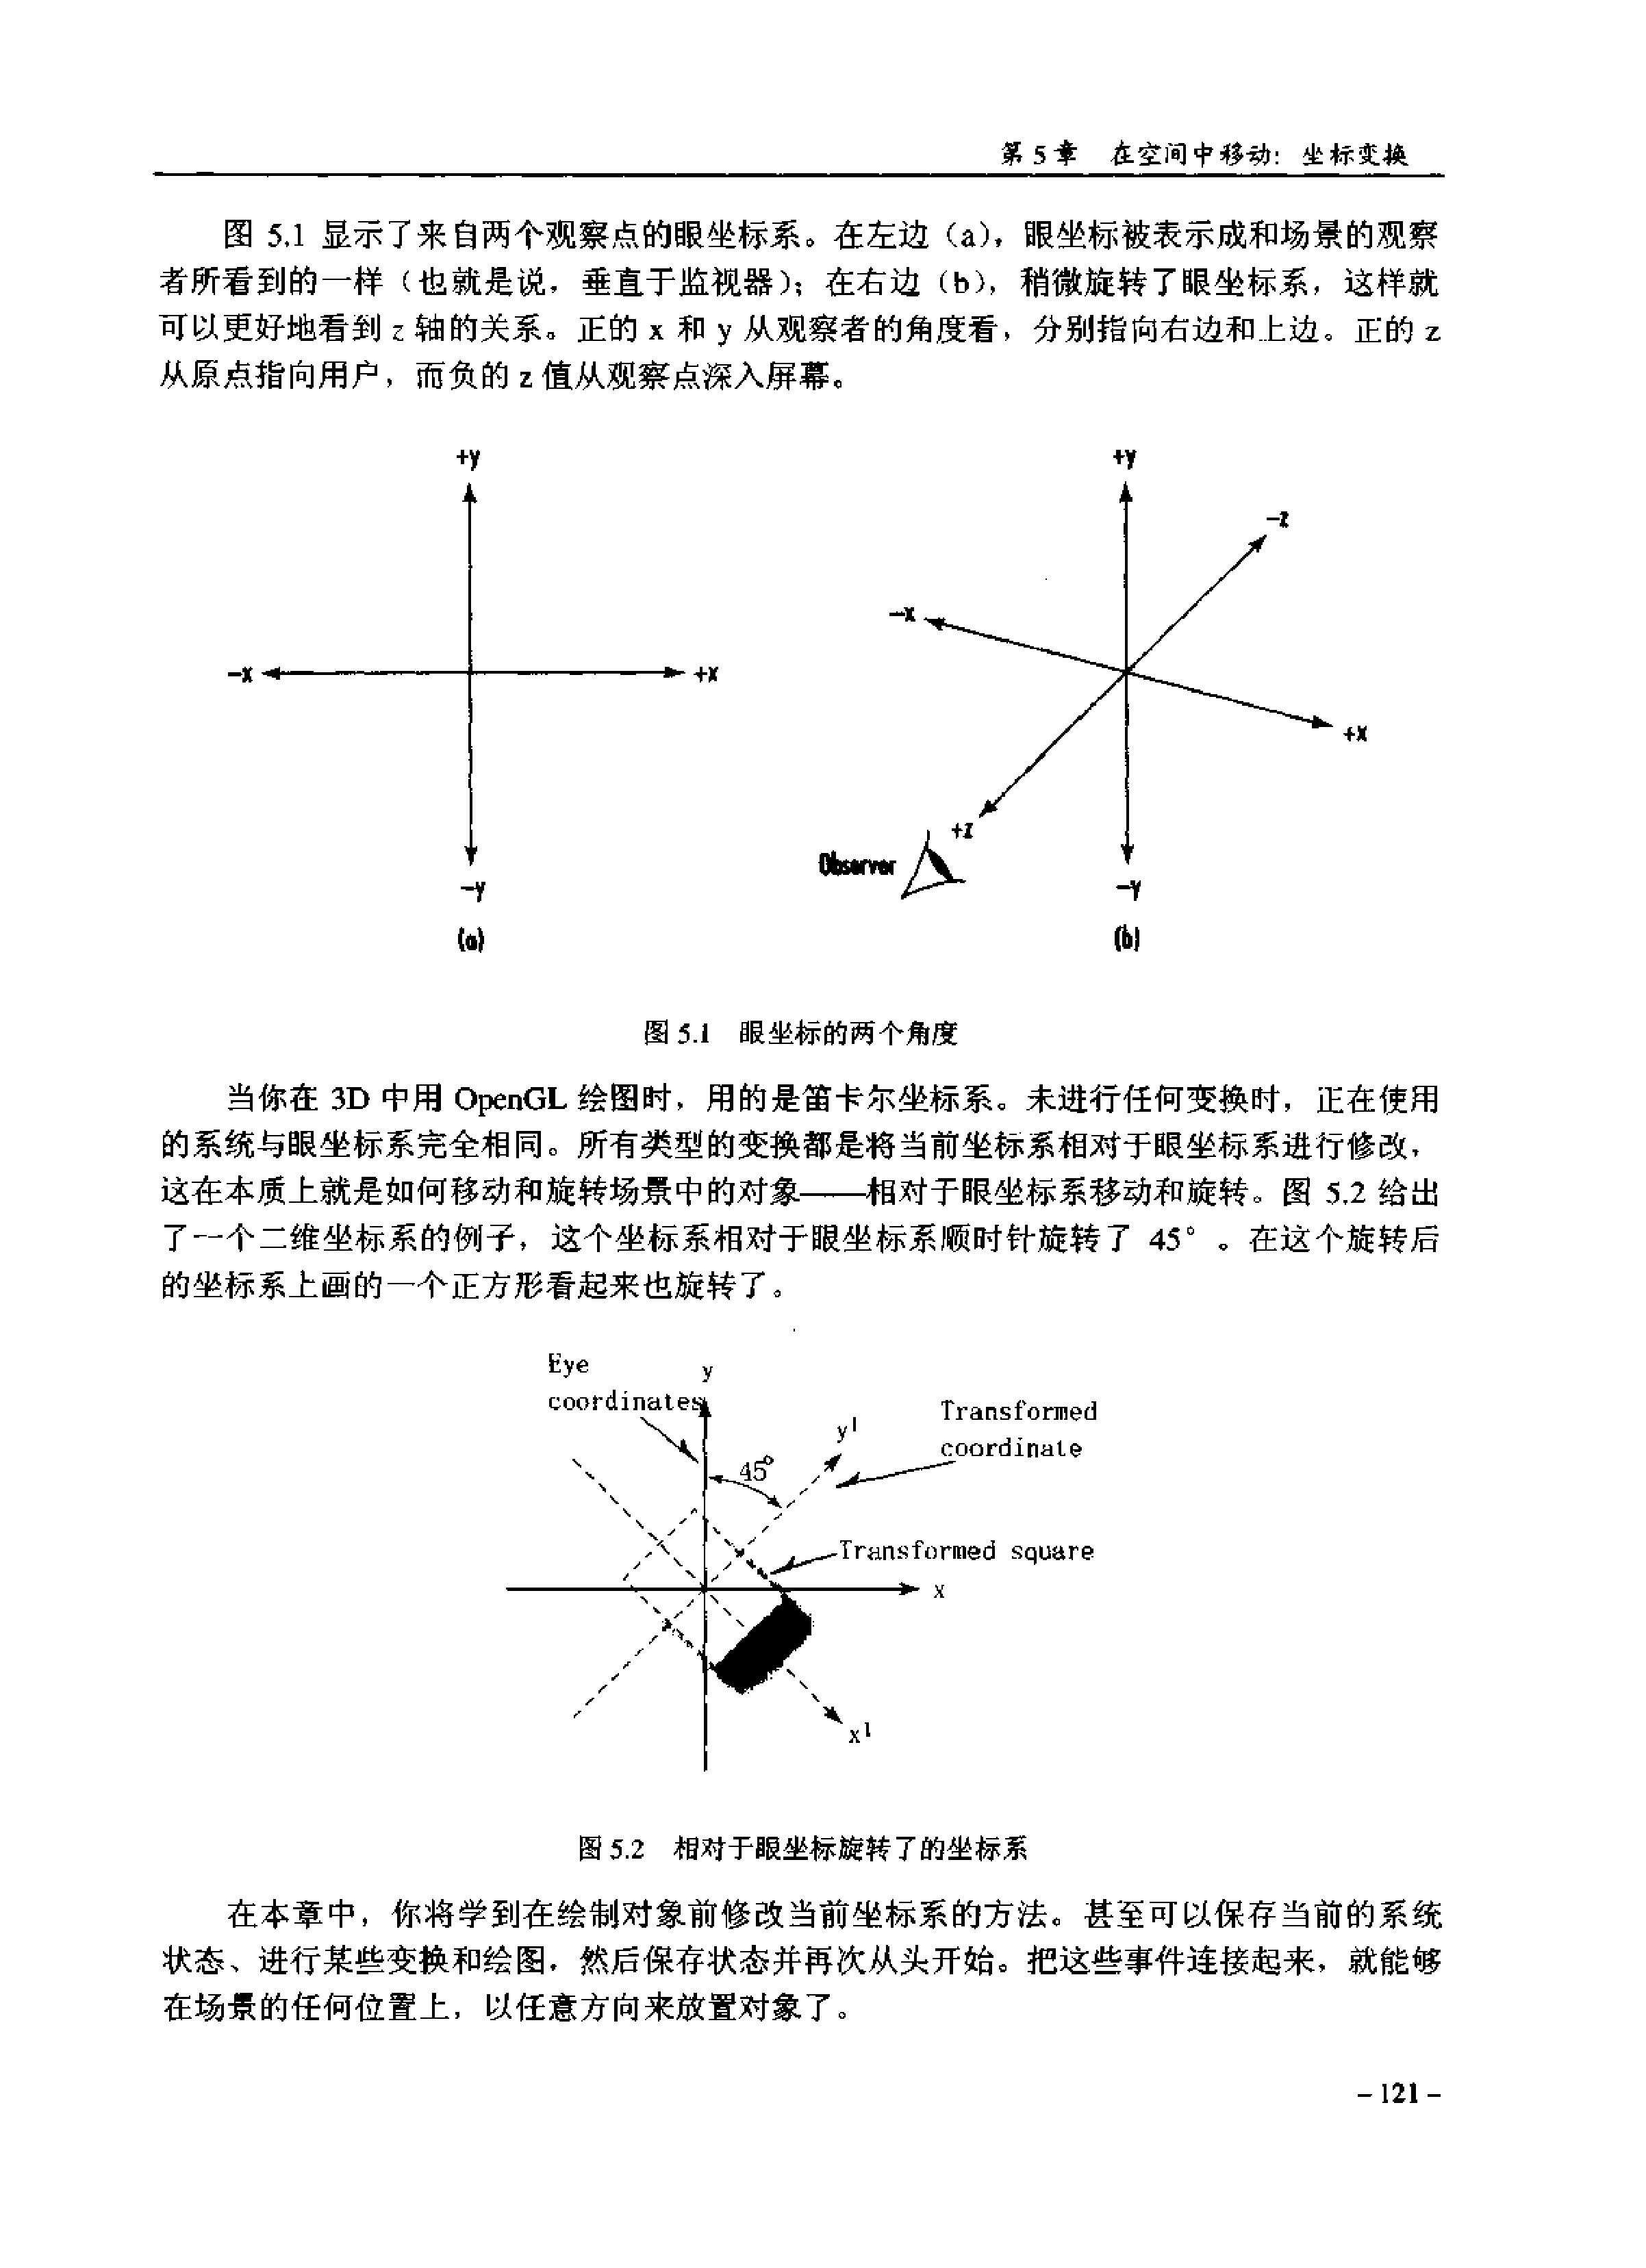 第5章 在空间中移动：坐标变换
图 5.1 显示了来自两个观察点的眼坐标系。在左边（a），眼坐标被表示成和场景的观察
者所看到的一样（也就是说，垂直于监视器）；在右边（b），稍微旋转了眼坐标系，这样就
可以更好地看到 z 轴的关系。正的 x 和 y 从观察者的角度看，分别指向右边和上边。正的 z
从原点指向用户，而负的 z 值从观察点深入屏幕。
+y
-x
+x
-y
(a)
+y
-z
-x
+x
+z
Observer
-y
(b)
图 5.1 眼坐标的两个角度
当你在 3D 中用 OpenGL 绘图时，用的是笛卡尔坐标系。未进行任何变换时，正在使用
的系统与眼坐标系完全相同。所有类型的变换都是将当前坐标系相对于眼坐标系进行修改，
这在本质上就是如何移动和旋转场景中的对象——相对于眼坐标系移动和旋转。图 5.2 给出
了一个二维坐标系的例子，这个坐标系相对于眼坐标系顺时针旋转了 45°。在这个旋转后
的坐标系上画的一个正方形看起来也旋转了。
Eye
coordinates
y
y'
45°
Transformed
coordinate
Transformed square
x
x'
图 5.2 相对于眼坐标旋转了的坐标系
在本章中，你将学到在绘制对象前修改当前坐标系的方法。甚至可以保存当前的系统
状态、进行某些变换和绘图，然后保存状态并再次从头开始。把这些事件连接起来，就能够
在场景的任何位置上，以任意方向来放置对象了。
- 121 -